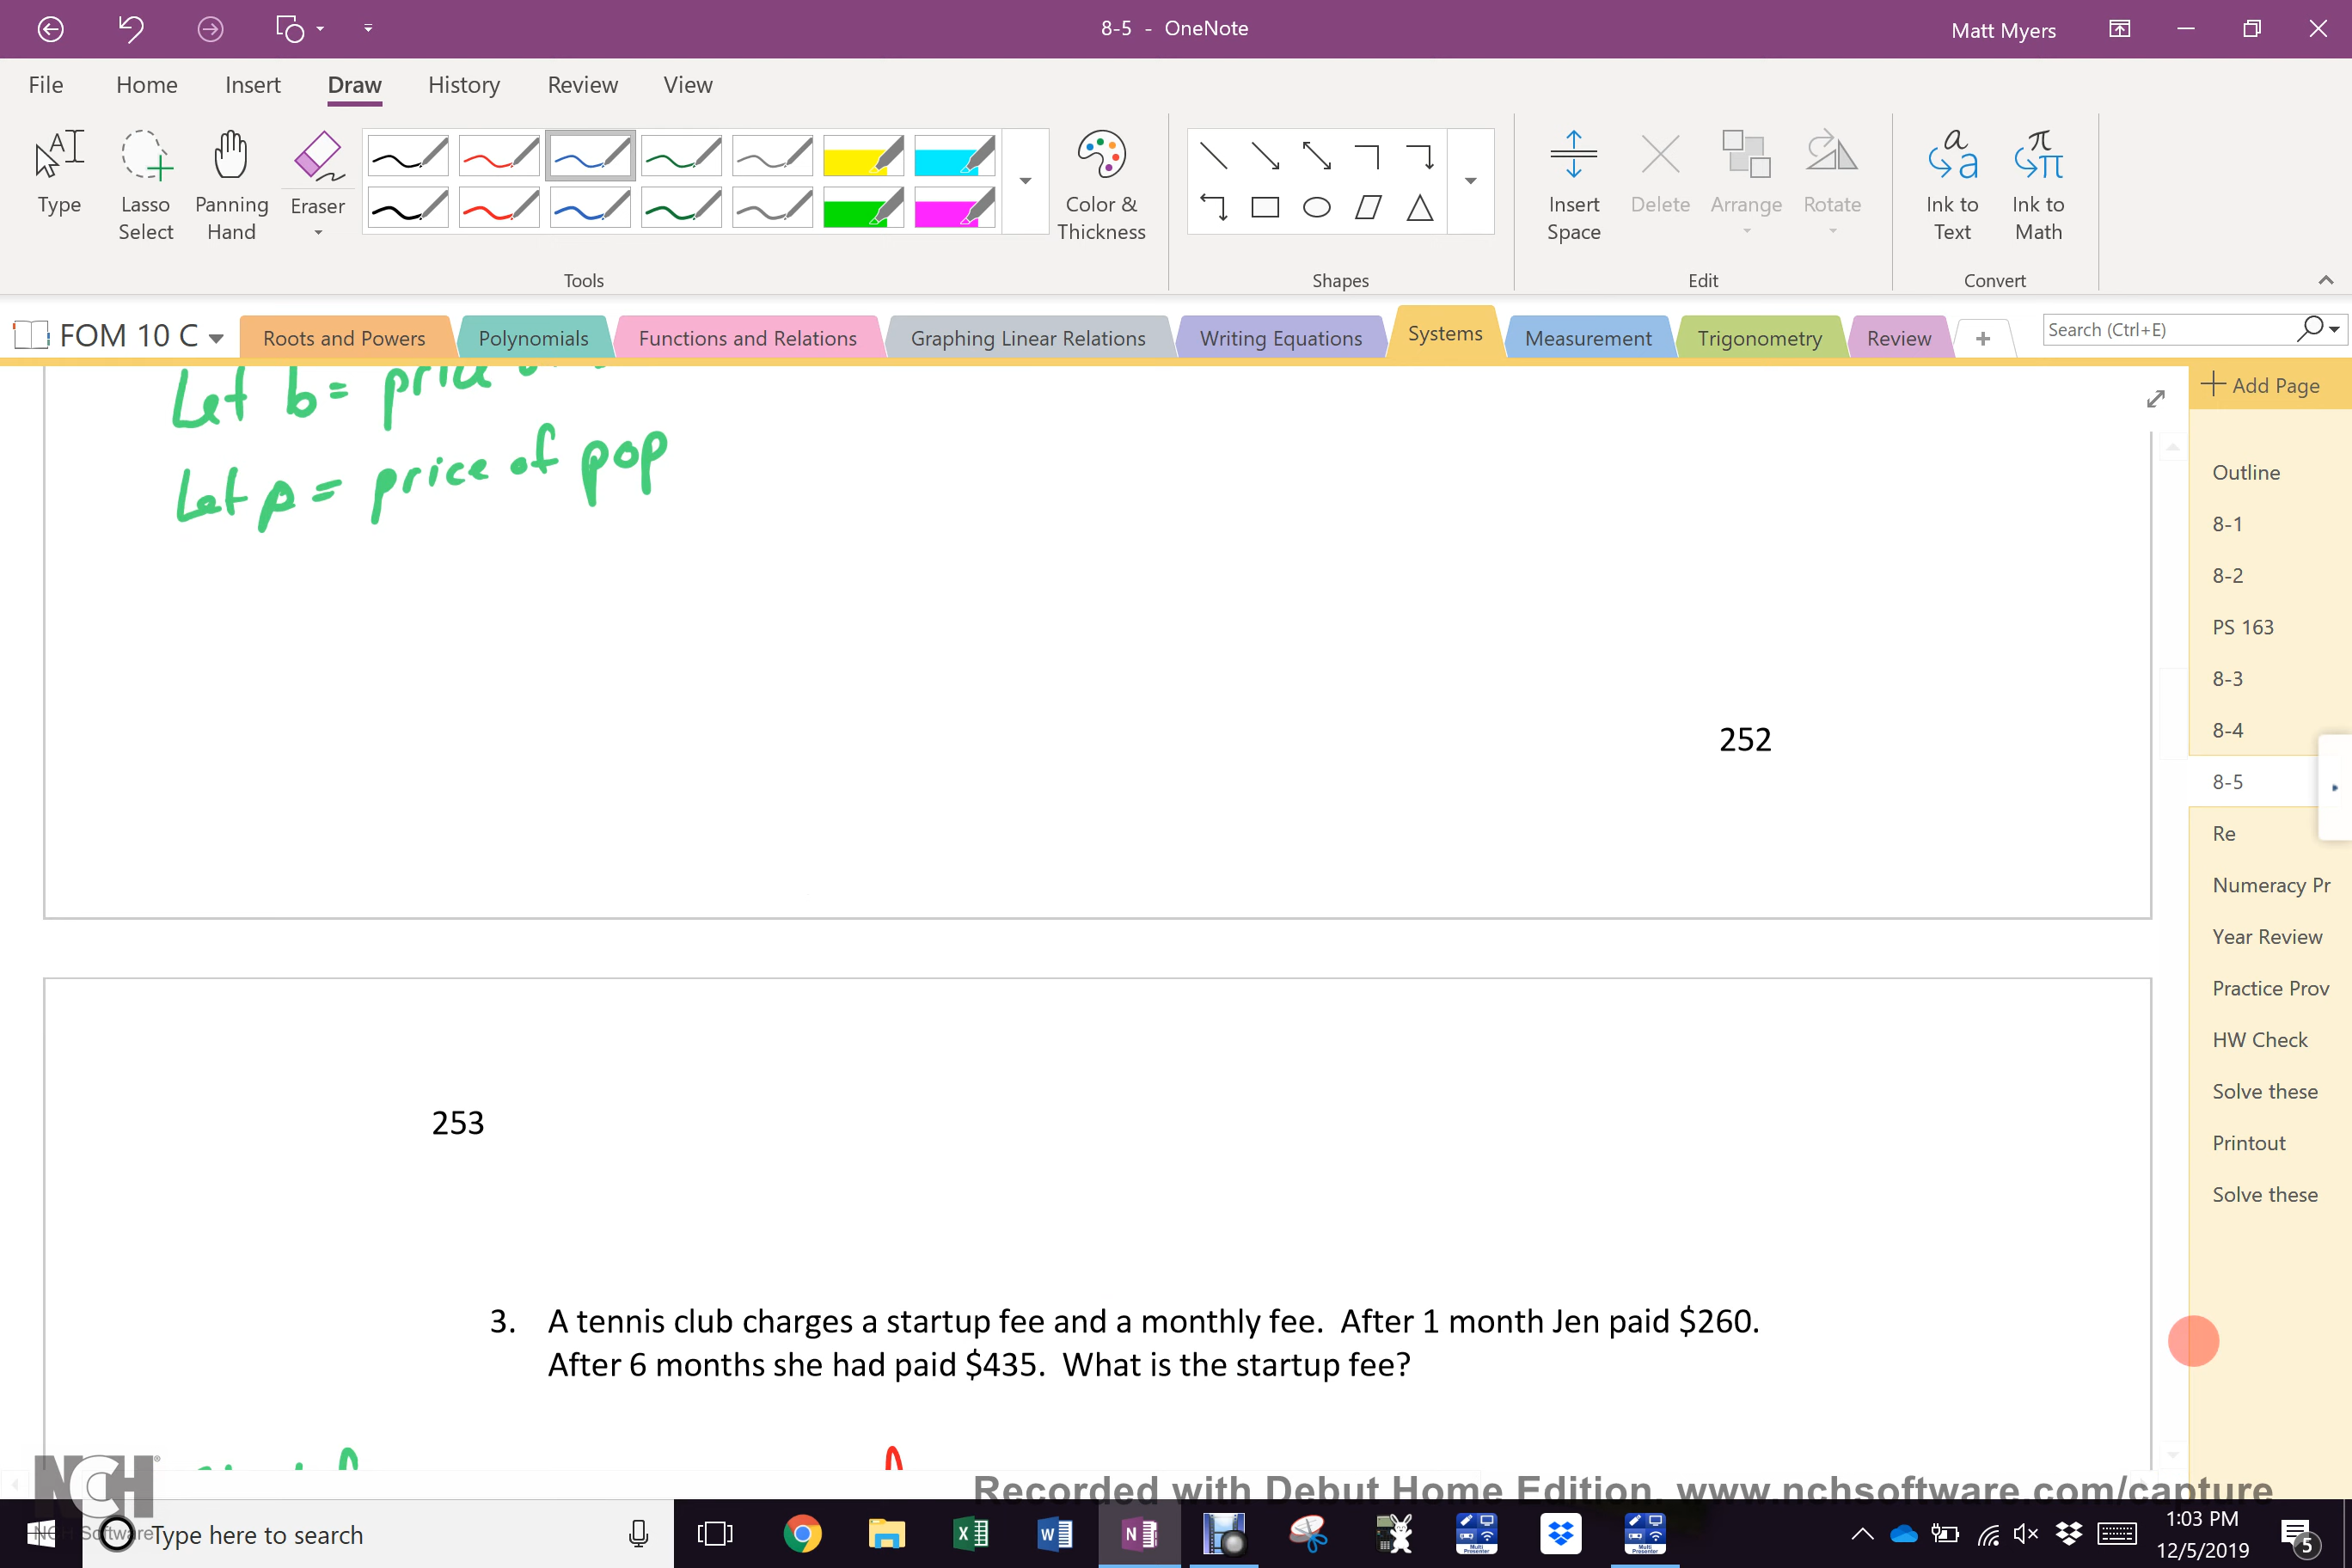 8-5 - OneNote
Matt Myers
File Home Insert Draw History Review View
Type
Lasso Select
Panning Hand
Eraser
Color & Thickness
Insert Space
Delete
Arrange
Rotate
Ink to Text
Ink to Math
Tools
Shapes
Edit
Convert
FOM 10 C
Roots and Powers
Polynomials
Functions and Relations
Graphing Linear Relations
Writing Equations
Systems
Measurement
Trigonometry
Review
Search (Ctrl+E)
Add Page
Let b = price
Let p = price of pop
252
253
3. A tennis club charges a startup fee and a monthly fee. After 1 month Jen paid $260.
After 6 months she had paid $435. What is the startup fee?
Outline
8-1
8-2
PS 163
8-3
8-4
8-5
Re
Numeracy Pr
Year Review
Practice Prov
HW Check
Solve these
Printout
Solve these
NCH
NCH Software
Recorded with Debut Home Edition. www.nchsoftware.com/capture
Type here to search
1:03 PM
12/5/2019
5